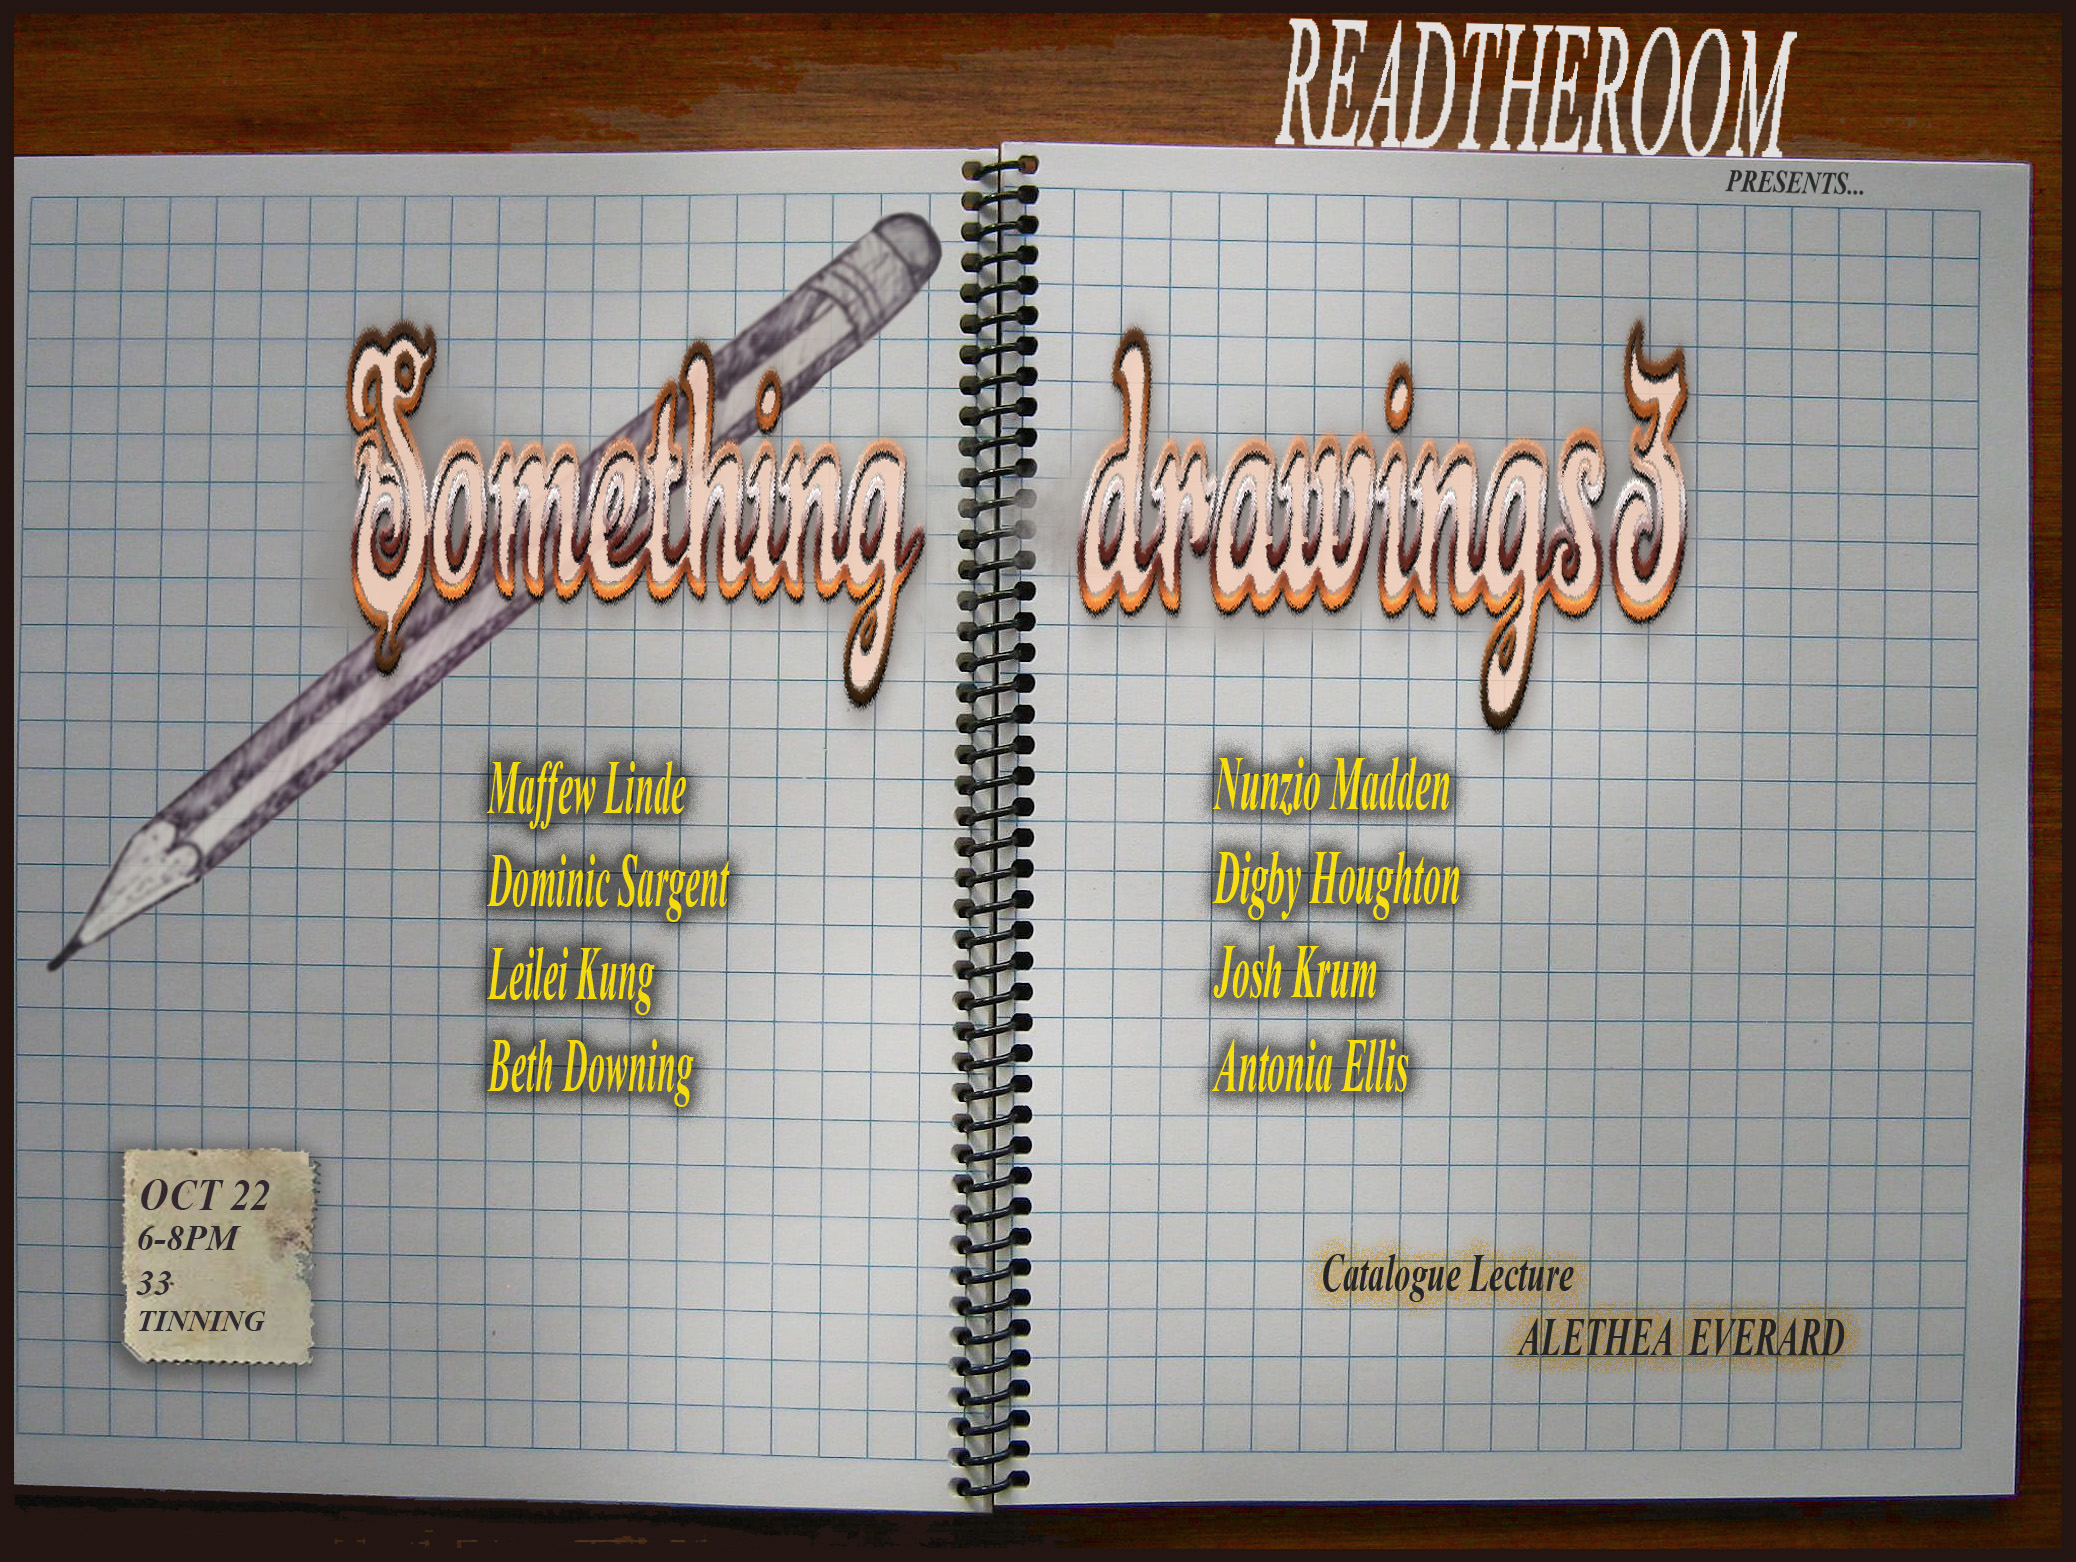 READTHEROOM
PRESENTS...
Something drawings3
Maffew Linde
Dominic Sargent
Leilei Kung
Beth Downing
Nunzio Madden
Digby Houghton
Josh Krum
Antonia Ellis
OCT 22
6-8PM
33
TINNING
Catalogue Lecture
ALETHEA EVERARD